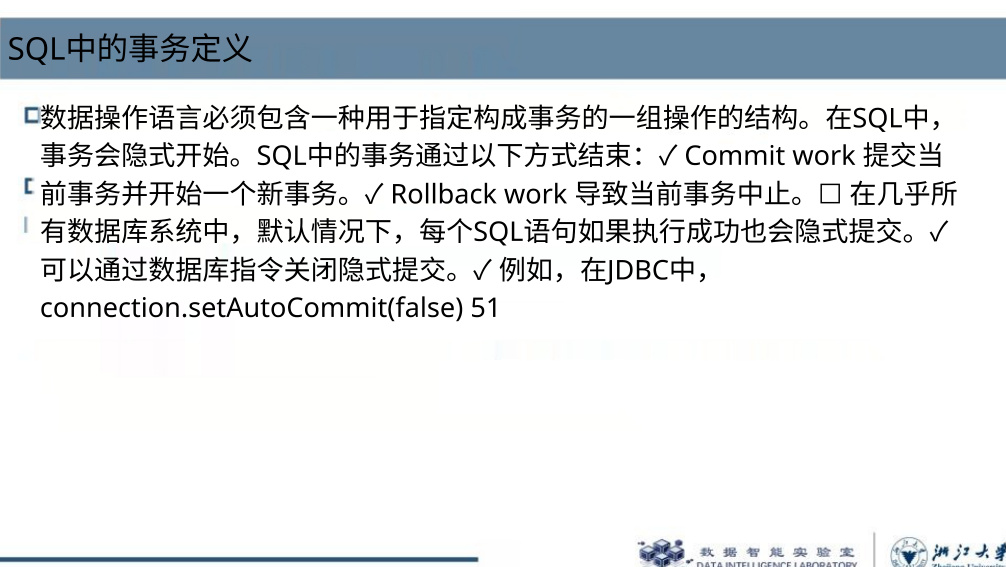 SQL中的事务定义
数据操作语言必须包含一种用于指定构成事务的一组操作的结构。在SQL中，
事务会隐式开始。SQL中的事务通过以下方式结束：✓ Commit work 提交当
前事务并开始一个新事务。✓ Rollback work 导致当前事务中止。□ 在几乎所
有数据库系统中，默认情况下，每个SQL语句如果执行成功也会隐式提交。✓
可以通过数据库指令关闭隐式提交。✓ 例如，在JDBC中，
connection.setAutoCommit(false) 51
数据智能实验室
DATA INTELLIGENCE LABORATORY
浙江大学
Zhejiang University